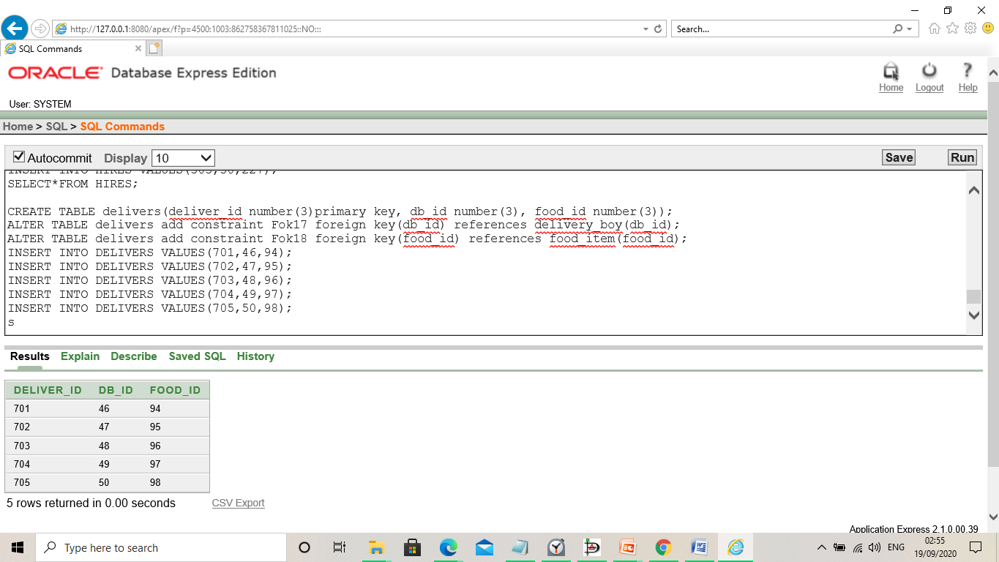 http://127.0.0.1:8080/apex/f?p=4500:1003:862758367811025::NO:::
Search...
SQL Commands
ORACLE Database Express Edition
Home Logout Help
User: SYSTEM
Home > SQL > SQL Commands
Autocommit Display 10 Save Run
SELECT*FROM HIRES;
CREATE TABLE delivers(deliver_id number(3)primary key, db_id number(3), food_id number(3));
ALTER TABLE delivers add constraint Fok17 foreign key(db_id) references delivery_boy(db_id);
ALTER TABLE delivers add constraint Fok18 foreign key(food_id) references food_item(food_id);
INSERT INTO DELIVERS VALUES(701,46,94);
INSERT INTO DELIVERS VALUES(702,47,95);
INSERT INTO DELIVERS VALUES(703,48,96);
INSERT INTO DELIVERS VALUES(704,49,97);
INSERT INTO DELIVERS VALUES(705,50,98);
s
Results Explain Describe Saved SQL History
DELIVER_ID DB_ID FOOD_ID
701 46 94
702 47 95
703 48 96
704 49 97
705 50 98
5 rows returned in 0.00 seconds CSV Export
Application Express 2.1.0.00.39
Type here to search
ENG
02:55
19/09/2020